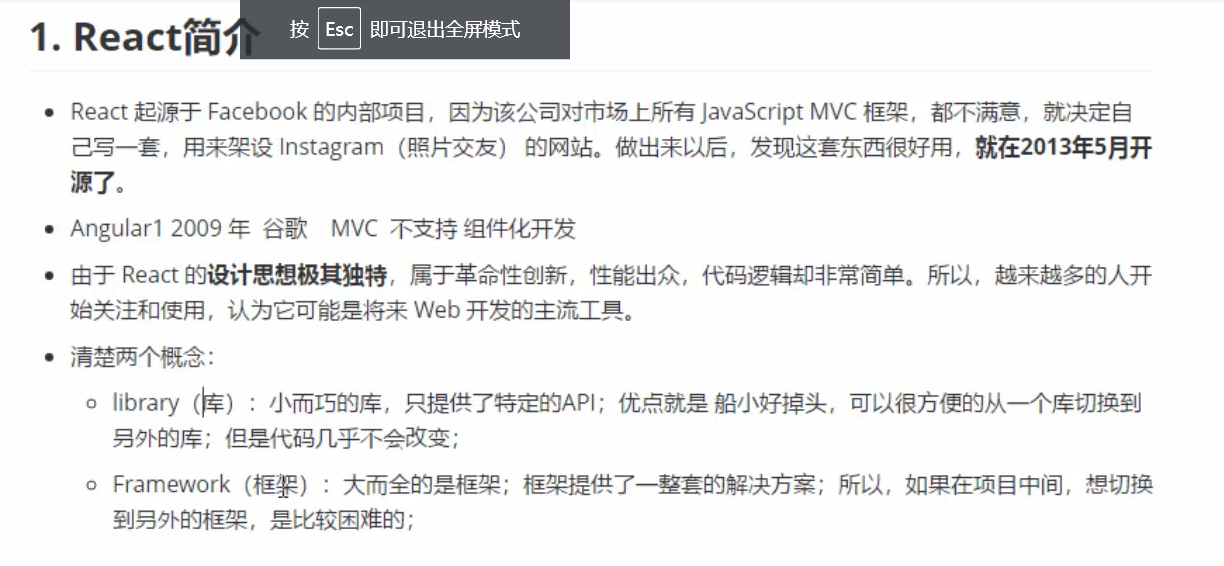 1. React简介
按 Esc 即可退出全屏模式
React 起源于 Facebook 的内部项目，因为该公司对市场上所有 JavaScript MVC 框架，都不满意，就决定自
己写一套，用来架设 Instagram（照片交友） 的网站。做出来以后，发现这套东西很好用，就在2013年5月开
源了。
Angular1 2009 年 谷歌 MVC 不支持 组件化开发
由于 React 的设计思想极其独特，属于革命性创新，性能出众，代码逻辑却非常简单。所以，越来越多的人开
始关注和使用，认为它可能是将来 Web 开发的主流工具。
清楚两个概念：
library（库）：小而巧的库，只提供了特定的API；优点就是 船小好掉头，可以很方便的从一个库切换到
另外的库；但是代码几乎不会改变；
Framework（框架）：大而全的是框架；框架提供了一整套的解决方案；所以，如果在项目中间，想切换
到另外的框架，是比较困难的；